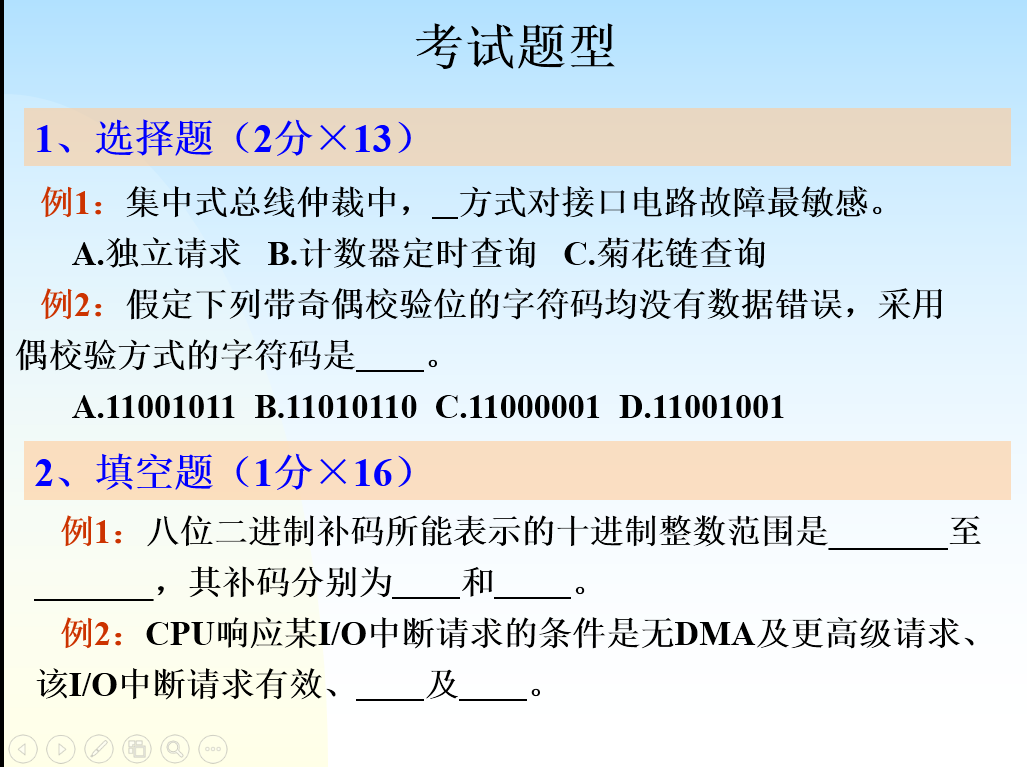 考试题型
1、选择题（2分×13）
例1：集中式总线仲裁中，__方式对接口电路故障最敏感。
A.独立请求 B.计数器定时查询 C.菊花链查询
例2：假定下列带奇偶校验位的字符码均没有数据错误，采用
偶校验方式的字符码是____。
A.11001011 B.11010110 C.11000001 D.11001001
2、填空题（1分×16）
例1：八位二进制补码所能表示的十进制整数范围是_______至
_______，其补码分别为____和____。
例2：CPU响应某I/O中断请求的条件是无DMA及更高级请求、
该I/O中断请求有效、____及____。